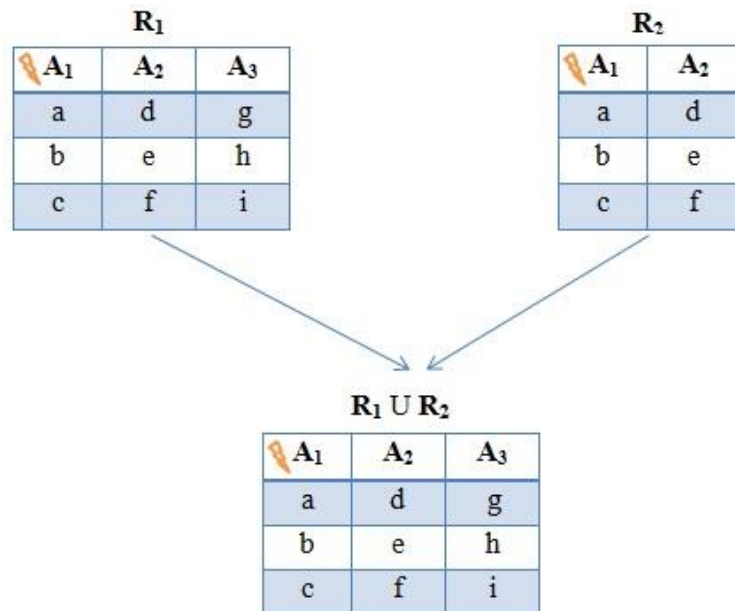 R₁
A₁ A₂ A₃
a d g
b e h
c f i
R₂
A₁ A₂
a d
b e
c f
R₁ U R₂
A₁ A₂ A₃
a d g
b e h
c f i